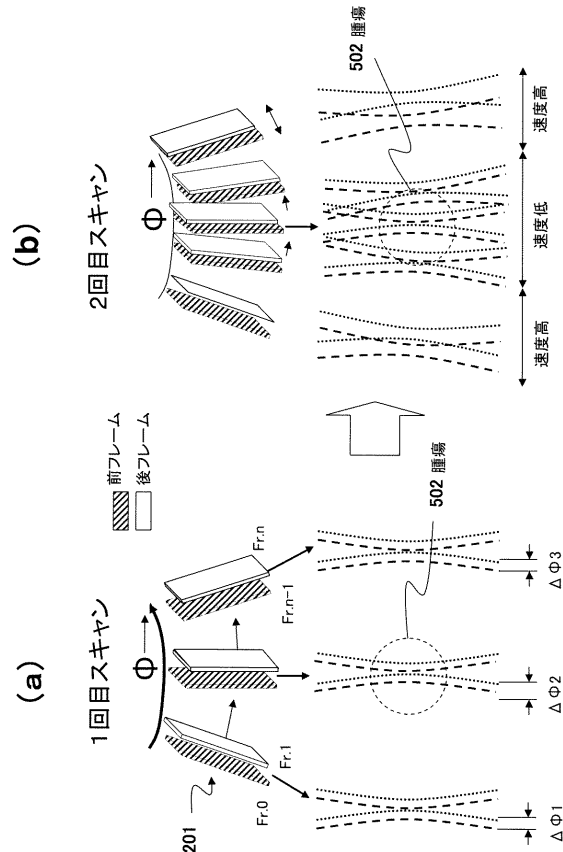 (a)
1回目スキャン
Φ
前フレーム
後フレーム
201
Fr.0
Fr.1
Fr.n-1
Fr.n
502 腫瘍
ΔΦ1
ΔΦ2
ΔΦ3
(b)
2回目スキャン
Φ
502 腫瘍
速度高
速度低
速度高